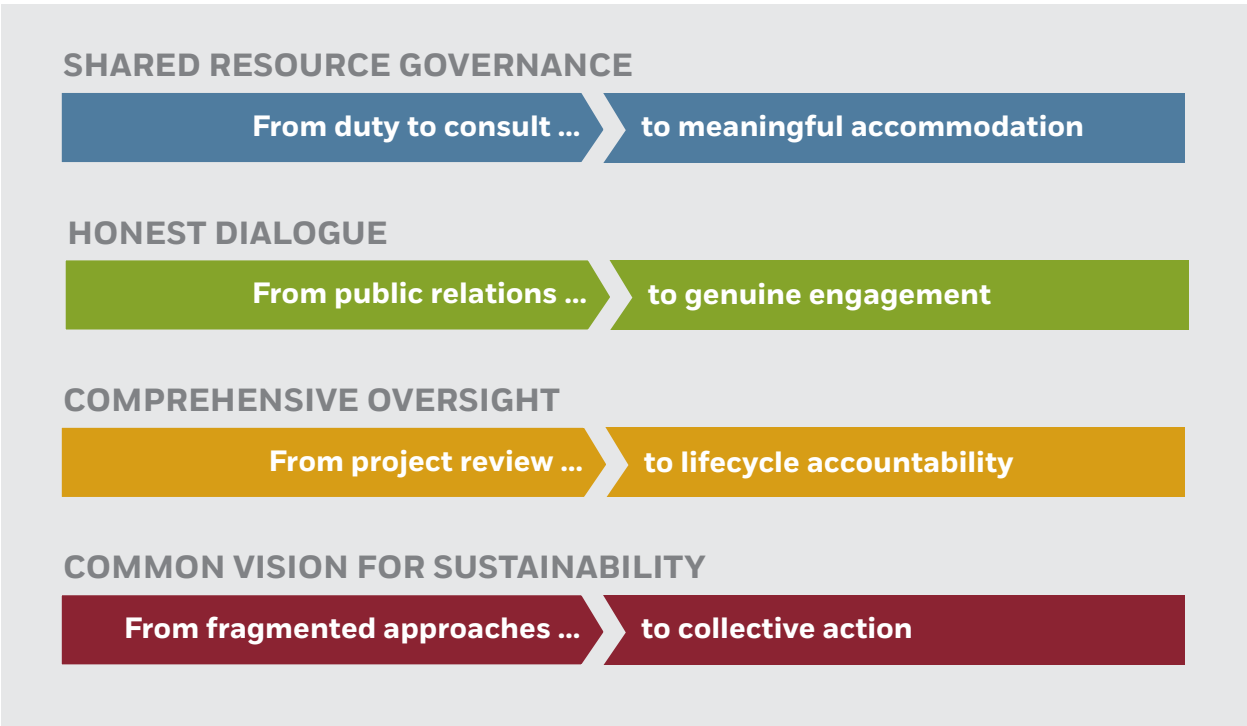 SHARED RESOURCE GOVERNANCE
From duty to consult ... to meaningful accommodation
HONEST DIALOGUE
From public relations ... to genuine engagement
COMPREHENSIVE OVERSIGHT
From project review ... to lifecycle accountability
COMMON VISION FOR SUSTAINABILITY
From fragmented approaches ... to collective action